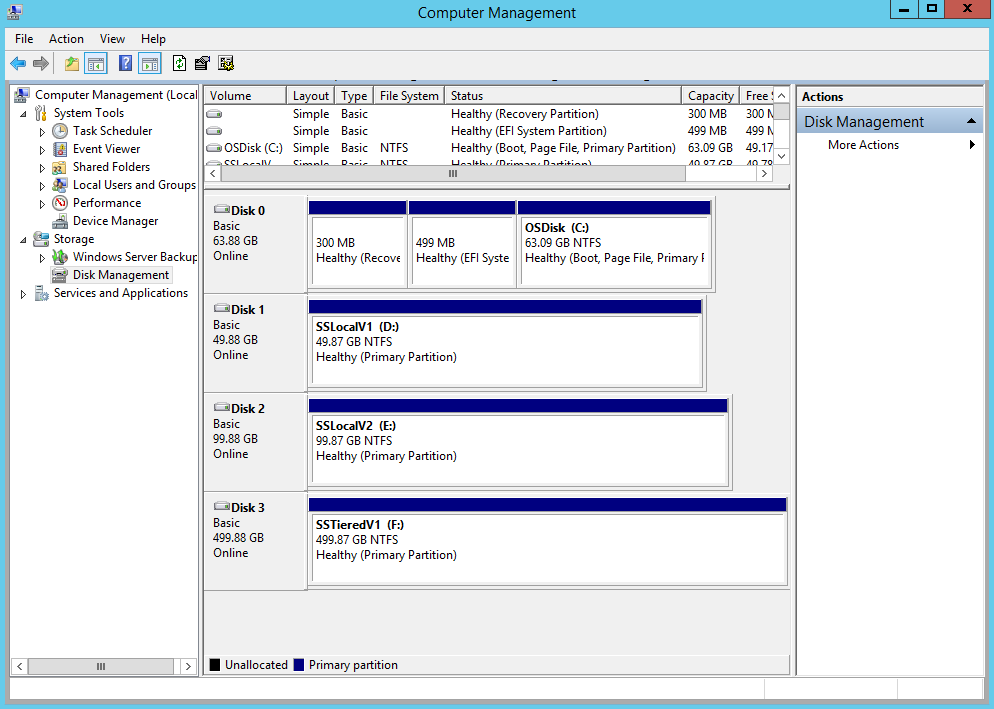 Computer Management
File Action View Help
Computer Management (Local
System Tools
Task Scheduler
Event Viewer
Shared Folders
Local Users and Groups
Performance
Device Manager
Storage
Windows Server Backup
Disk Management
Services and Applications
Volume Layout Type File System Status Capacity Free S
Simple Basic Healthy (Recovery Partition) 300 MB 300 M
Simple Basic Healthy (EFI System Partition) 499 MB 499 M
OSDisk (C:) Simple Basic NTFS Healthy (Boot, Page File, Primary Partition) 63.09 GB 49.17
SSLocalV Simple Basic NTFS Healthy (Primary Partition) 49.87 GB 49.78
Disk 0
Basic
63.88 GB
Online
300 MB
Healthy (Recove
499 MB
Healthy (EFI Syste
OSDisk (C:)
63.09 GB NTFS
Healthy (Boot, Page File, Primary P
Disk 1
Basic
49.88 GB
Online
SSLocalV1 (D:)
49.87 GB NTFS
Healthy (Primary Partition)
Disk 2
Basic
99.88 GB
Online
SSLocalV2 (E:)
99.87 GB NTFS
Healthy (Primary Partition)
Disk 3
Basic
499.88 GB
Online
SSTieredV1 (F:)
499.87 GB NTFS
Healthy (Primary Partition)
Unallocated Primary partition
Actions
Disk Management
More Actions